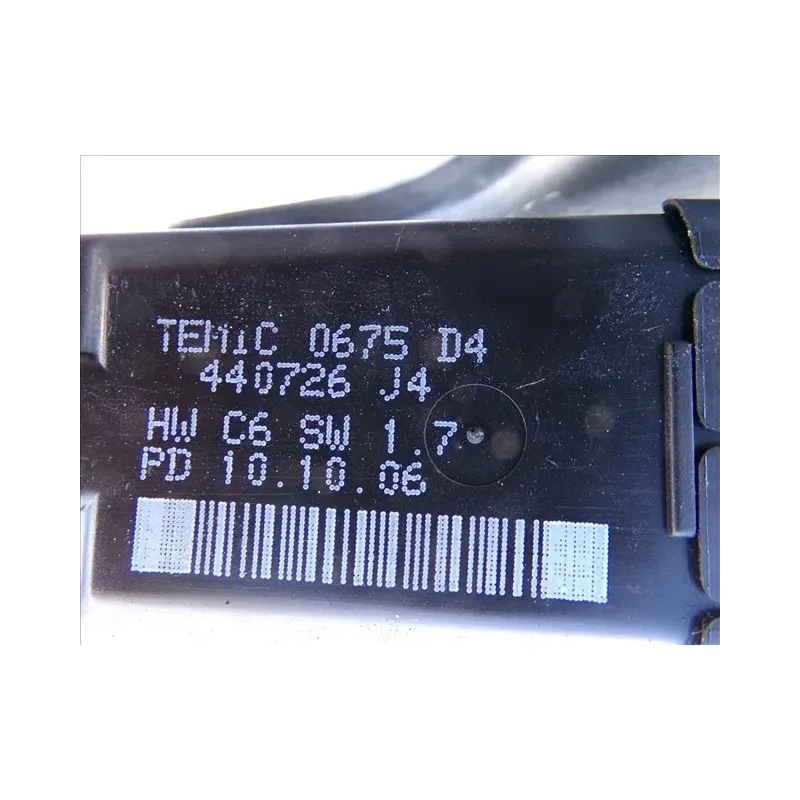 TEMIC 0675 D4
440726 J4
HW C6 SW 1.7
PD 10.10.06